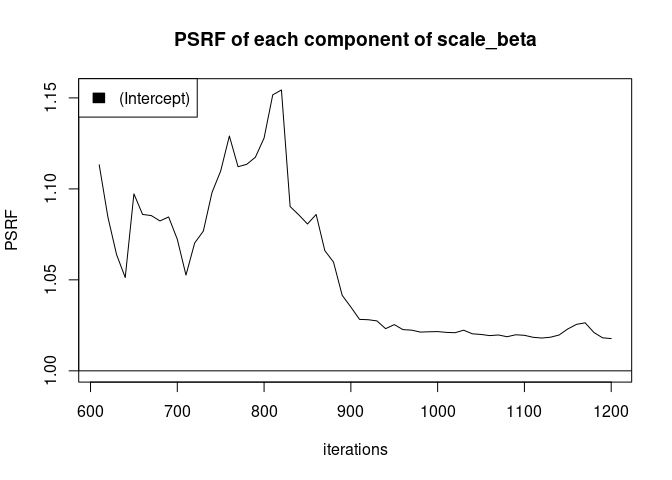 PSRF of each component of scale_beta
(Intercept)
1.15
1.10
1.05
1.00
PSRF
600 700 800 900 1000 1100 1200
iterations